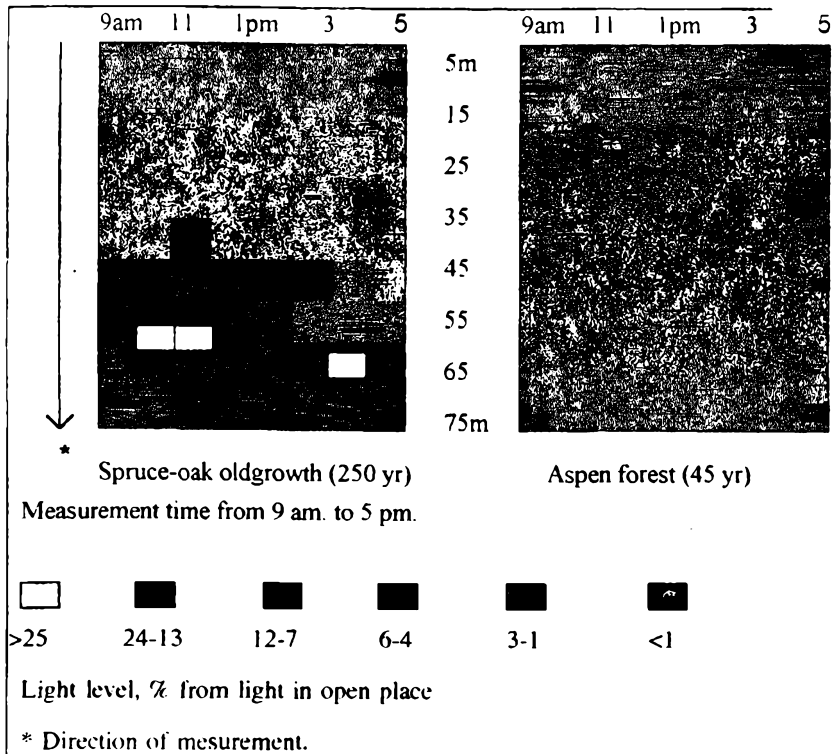 9am 11 1pm 3 5 9am 11 1pm 3 5
5m
15
25
35
45
55
65
75m
*
Spruce-oak oldgrowth (250 yr) Aspen forest (45 yr)
Measurement time from 9 am. to 5 pm.
>25 24-13 12-7 6-4 3-1 <1
Light level, % from light in open place
* Direction of mesurement.